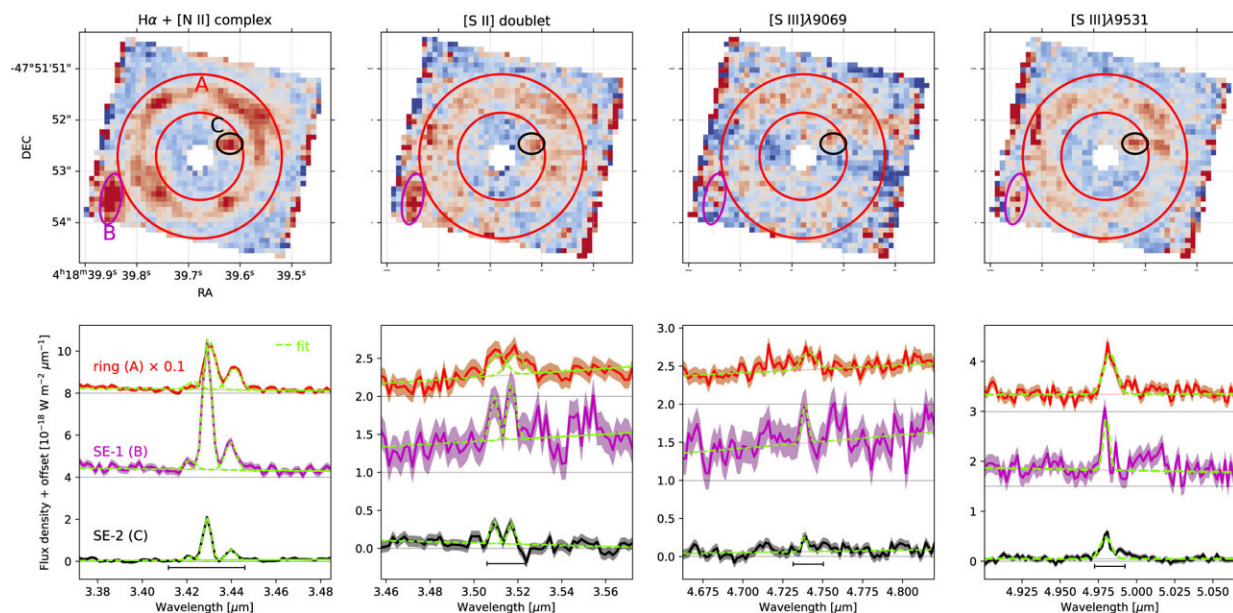 Hα + [N II] complex
[S II] doublet
[S III]λ9069
[S III]λ9531
-47°51'51"
52"
53"
54"
DEC
A
C
B
4ʰ18ᵐ39.9ˢ 39.8ˢ 39.7ˢ 39.6ˢ 39.5ˢ
RA
Flux density + offset [10⁻¹⁸ W m⁻² μm⁻¹]
10
8
6
4
2
0
ring (A) × 0.1
fit
SE-1 (B)
SE-2 (C)
2.5
2.0
1.5
1.0
0.0
3.0
2.5
2.0
1.5
1.0
0.5
0.0
4
3
2
1
0
3.38 3.40 3.42 3.44 3.46 3.48
3.46 3.48 3.50 3.52 3.54 3.56
4.675 4.700 4.725 4.750 4.775 4.800
4.925 4.950 4.975 5.000 5.025 5.050
Wavelength [μm]
Wavelength [μm]
Wavelength [μm]
Wavelength [μm]